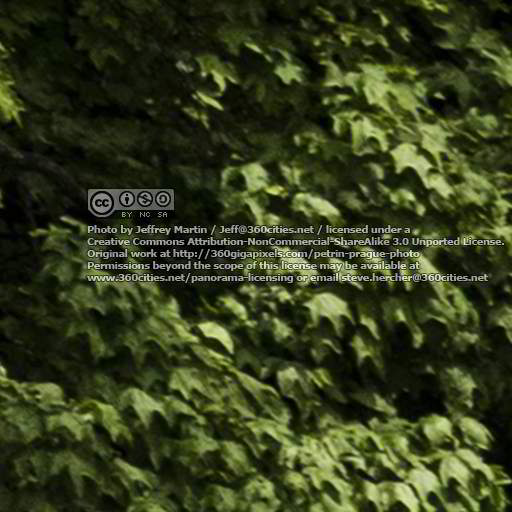 cc BY NC SA
Photo by Jeffrey Martin / Jeff@360cities.net / licensed under a
Creative Commons Attribution-NonCommercial-ShareAlike 3.0 Unported License.
Original work at http://360gigapixels.com/petrin-prague-photo
Permissions beyond the scope of this license may be available at
www.360cities.net/panorama-licensing or email steve.hercher@360cities.net